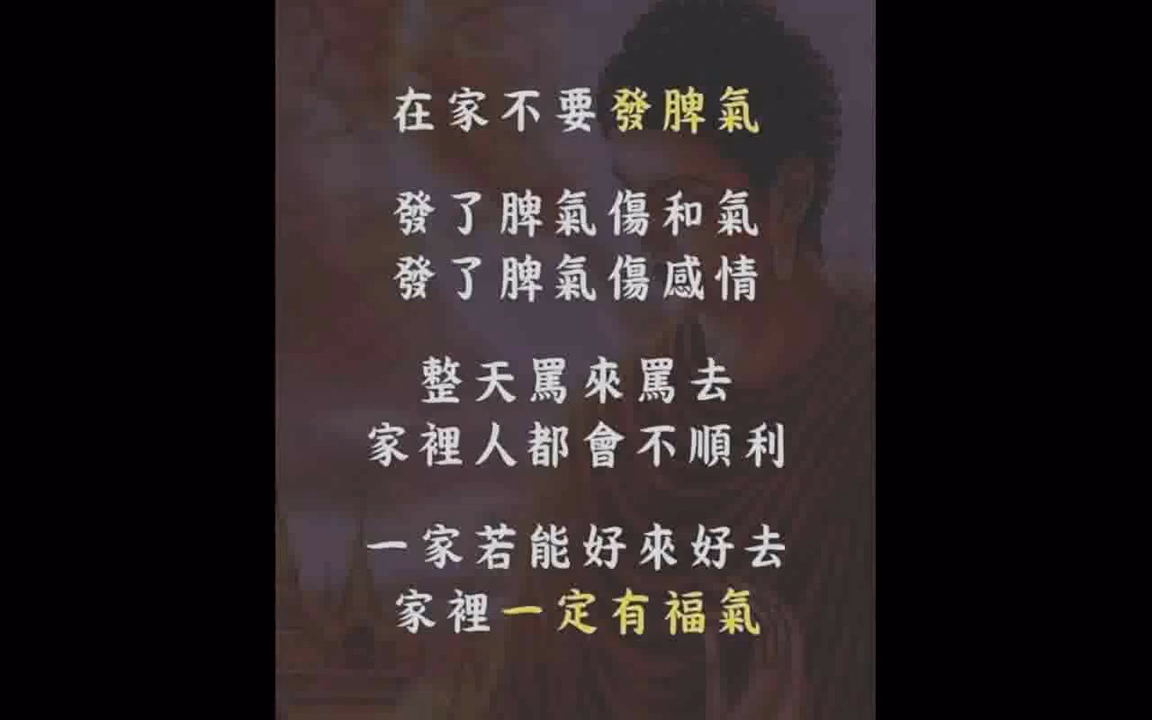 在家不要發脾氣
發了脾氣傷和氣
發了脾氣傷感情
整天罵來罵去
家裡人都會不順利
一家若能好來好去
家裡一定有福氣